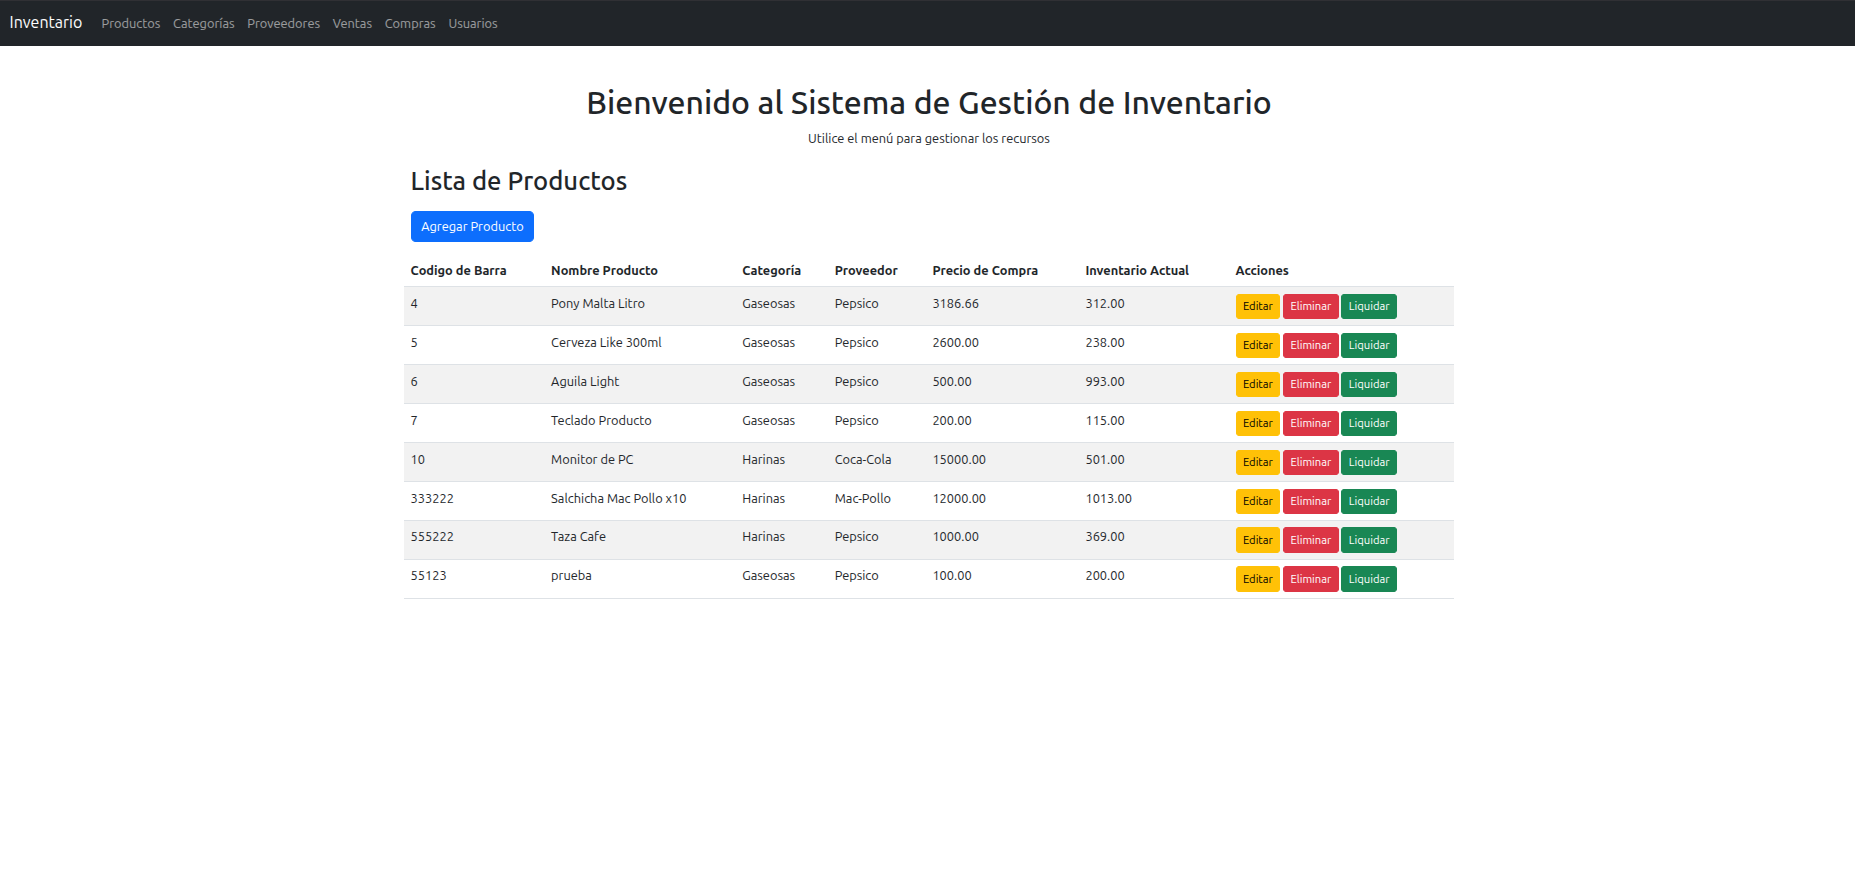 Inventario Productos Categorías Proveedores Ventas Compras Usuarios
Bienvenido al Sistema de Gestión de Inventario
Utilice el menú para gestionar los recursos
Lista de Productos
Agregar Producto
Codigo de Barra Nombre Producto Categoría Proveedor Precio de Compra Inventario Actual Acciones
4 Pony Malta Litro Gaseosas Pepsico 3186.66 312.00 Editar Eliminar Liquidar
5 Cerveza Like 300ml Gaseosas Pepsico 2600.00 238.00 Editar Eliminar Liquidar
6 Aguila Light Gaseosas Pepsico 500.00 993.00 Editar Eliminar Liquidar
7 Teclado Producto Gaseosas Pepsico 200.00 115.00 Editar Eliminar Liquidar
10 Monitor de PC Harinas Coca-Cola 15000.00 501.00 Editar Eliminar Liquidar
333222 Salchicha Mac Pollo x10 Harinas Mac-Pollo 12000.00 1013.00 Editar Eliminar Liquidar
555222 Taza Cafe Harinas Pepsico 1000.00 369.00 Editar Eliminar Liquidar
55123 prueba Gaseosas Pepsico 100.00 200.00 Editar Eliminar Liquidar